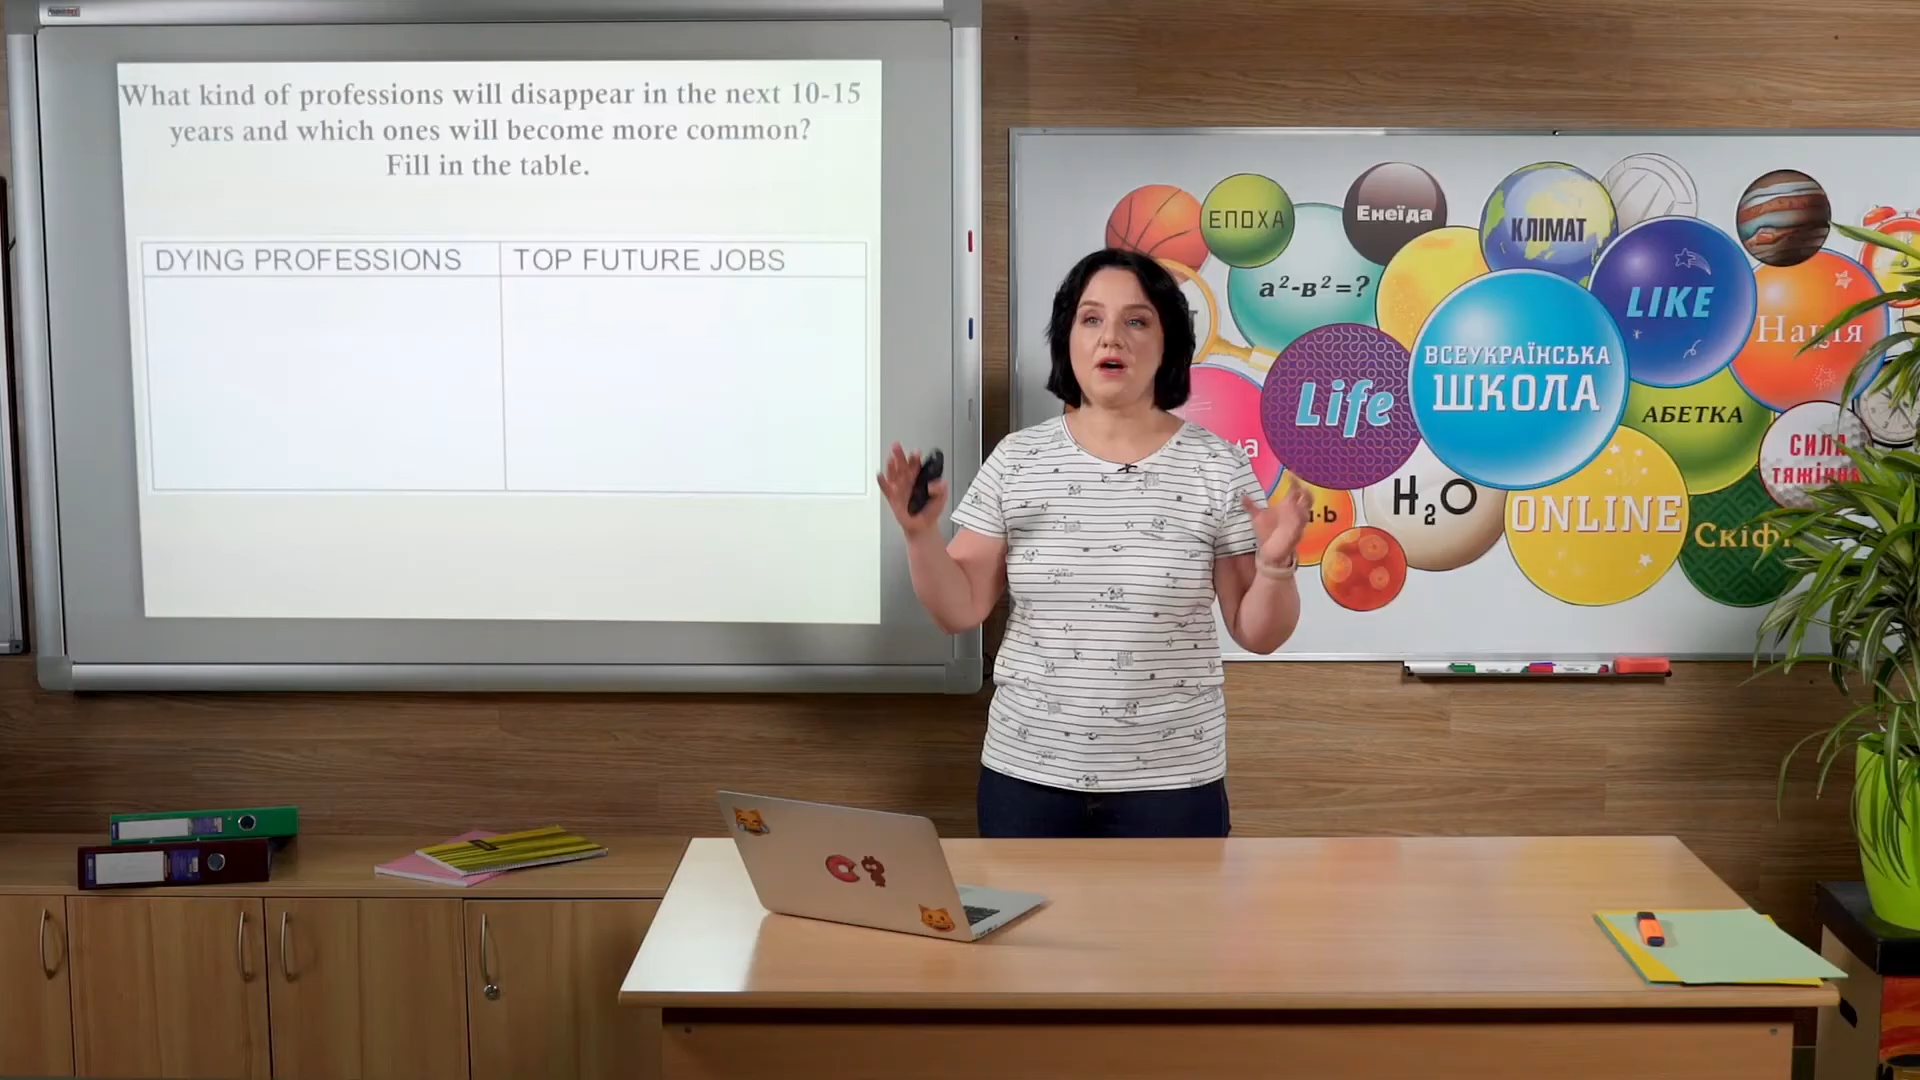 What kind of professions will disappear in the next 10-15
years and which ones will become more common?
Fill in the table.
DYING PROFESSIONS
TOP FUTURE JOBS
ЕПОХА
Енеїда
КЛІМАТ
a²-в²=?
LIKE
Нація
Life
ВСЕУКРАЇНСЬКА
ШКОЛА
АБЕТКА
СИЛА
ТЯЖІННЯ
H₂O
ONLINE